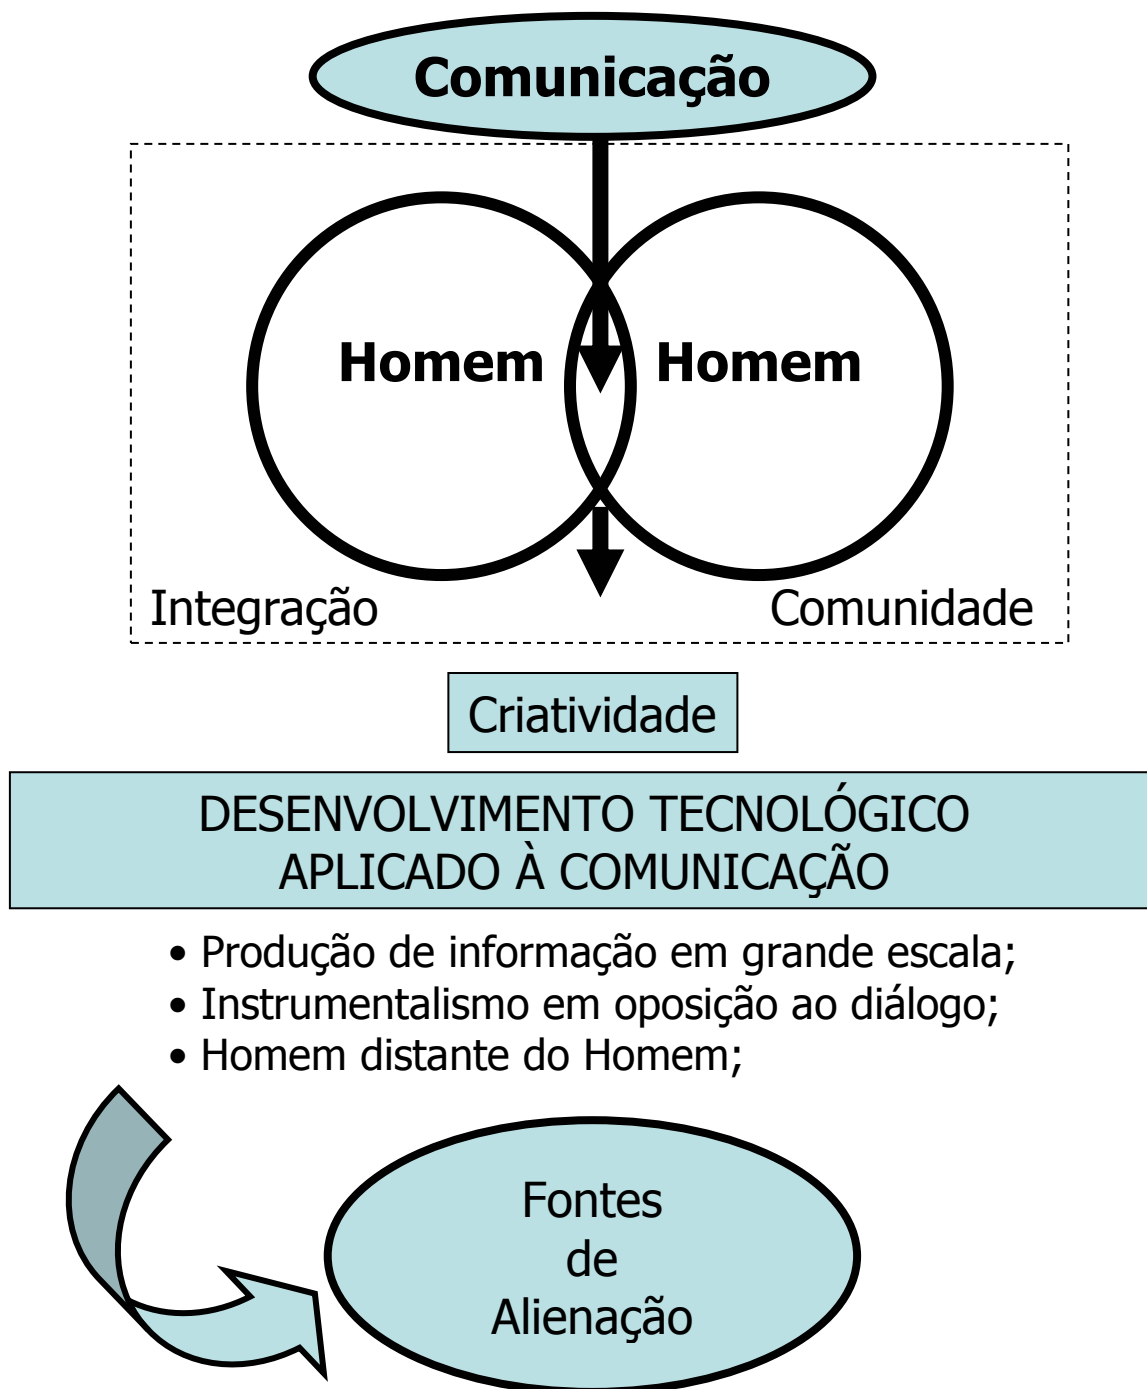 Comunicação
Homem Homem
Integração Comunidade
Criatividade
DESENVOLVIMENTO TECNOLÓGICO
APLICADO À COMUNICAÇÃO
• Produção de informação em grande escala;
• Instrumentalismo em oposição ao diálogo;
• Homem distante do Homem;
Fontes
de
Alienação